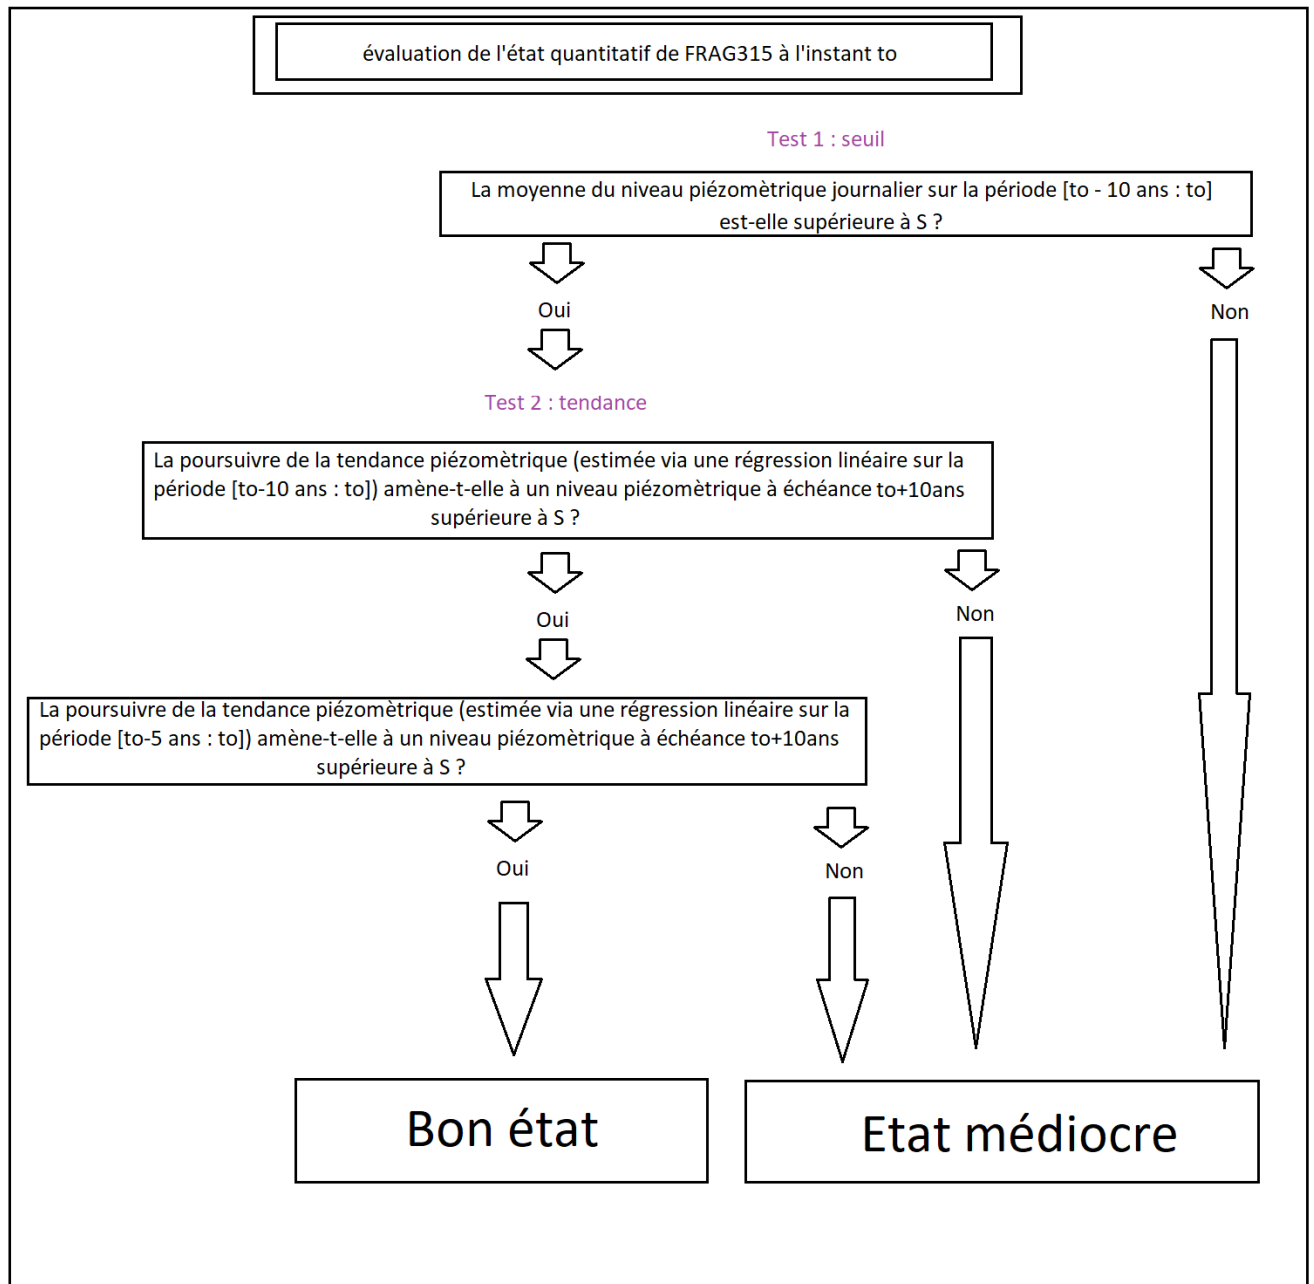 évaluation de l'état quantitatif de FRAG315 à l'instant to
Test 1 : seuil
La moyenne du niveau piézomètrique journalier sur la période [to - 10 ans : to]
est-elle supérieure à S ?
Oui
Non
Test 2 : tendance
La poursuivre de la tendance piézomètrique (estimée via une régression linéaire sur la
période [to-10 ans : to]) amène-t-elle à un niveau piézomètrique à échéance to+10ans
supérieure à S ?
Oui
Non
La poursuivre de la tendance piézomètrique (estimée via une régression linéaire sur la
période [to-5 ans : to]) amène-t-elle à un niveau piézomètrique à échéance to+10ans
supérieure à S ?
Oui
Non
Bon état
Etat médiocre